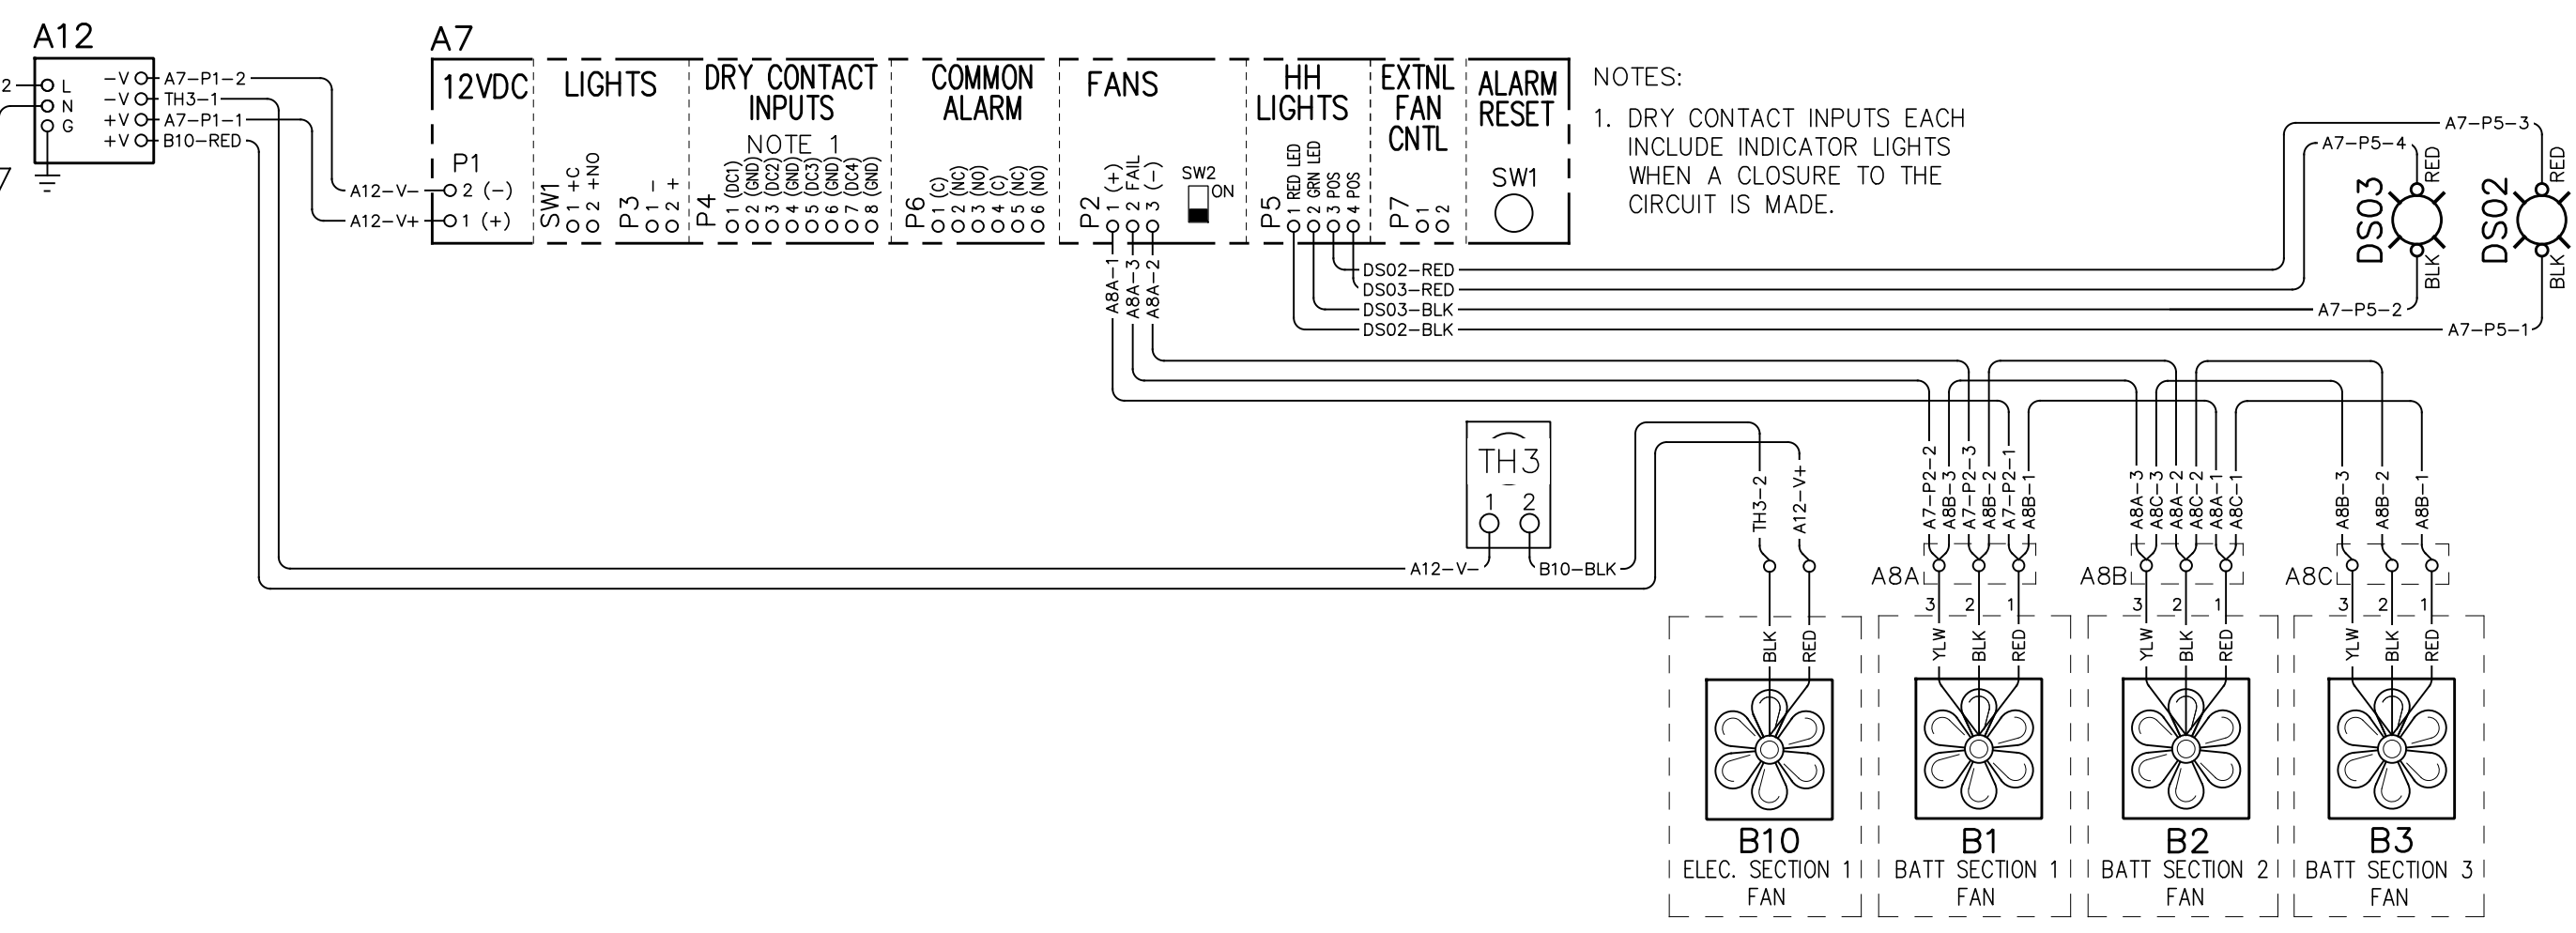 A12
2
L
N
G
7
-V A7-P1-2
-V TH3-1
+V A7-P1-1
+V B10-RED
A7
12VDC
P1
A12-V- 2 (-)
A12-V+ 1 (+)
LIGHTS
SW1
1 +C
2 +NO
P3
1 -
2 +
DRY CONTACT
INPUTS
NOTE 1
P4
1 (DC1)
2 (GND)
3 (DC2)
4 (GND)
5 (DC3)
6 (GND)
7 (DC4)
8 (GND)
COMMON
ALARM
P6
1 (C)
2 (NC)
3 (NO)
4 (C)
5 (NC)
6 (NO)
FANS
P2
1 (+)
2 FAIL
3 (-)
SW2
ON
HH
LIGHTS
P5
1 RED LED
2 GRN LED
3 POS
4 POS
EXTNL
FAN
CNTL
P7
1
2
ALARM
RESET
SW1
NOTES:
1. DRY CONTACT INPUTS EACH
INCLUDE INDICATOR LIGHTS
WHEN A CLOSURE TO THE
CIRCUIT IS MADE.
A7-P5-3
A7-P5-4
RED
RED
DS03
DS02
BLK
BLK
A8A-1
A8A-3
A8A-2
DS02-RED
DS03-RED
DS03-BLK
DS02-BLK
A7-P5-2
A7-P5-1
TH3
1 2
A12-V-
B10-BLK
TH3-2
A12-V+
A7-P2-2
A8B-3
A7-P2-3
A8B-2
A7-P2-1
A8B-1
A8A-3
A8C-3
A8A-2
A8C-2
A8A-1
A8C-1
A8B-3
A8B-2
A8B-1
A8A
A8B
A8C
3 2 1
3 2 1
3 2 1
BLK
RED
YLW
BLK
RED
YLW
BLK
RED
YLW
BLK
RED
B10
ELEC. SECTION 1
FAN
B1
BATT SECTION 1
FAN
B2
BATT SECTION 2
FAN
B3
BATT SECTION 3
FAN